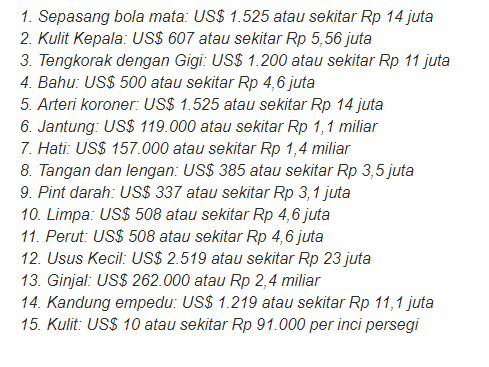 1. Sepasang bola mata: US$ 1.525 atau sekitar Rp 14 juta
2. Kulit Kepala: US$ 607 atau sekitar Rp 5,56 juta
3. Tengkorak dengan Gigi: US$ 1.200 atau sekitar Rp 11 juta
4. Bahu: US$ 500 atau sekitar Rp 4,6 juta
5. Arteri koroner: US$ 1.525 atau sekitar Rp 14 juta
6. Jantung: US$ 119.000 atau sekitar Rp 1,1 miliar
7. Hati: US$ 157.000 atau sekitar Rp 1,4 miliar
8. Tangan dan lengan: US$ 385 atau sekitar Rp 3,5 juta
9. Pint darah: US$ 337 atau sekitar Rp 3,1 juta
10. Limpa: US$ 508 atau sekitar Rp 4,6 juta
11. Perut: US$ 508 atau sekitar Rp 4,6 juta
12. Usus Kecil: US$ 2.519 atau sekitar Rp 23 juta
13. Ginjal: US$ 262.000 atau Rp 2,4 miliar
14. Kandung empedu: US$ 1.219 atau sekitar Rp 11,1 juta
15. Kulit: US$ 10 atau sekitar Rp 91.000 per inci persegi